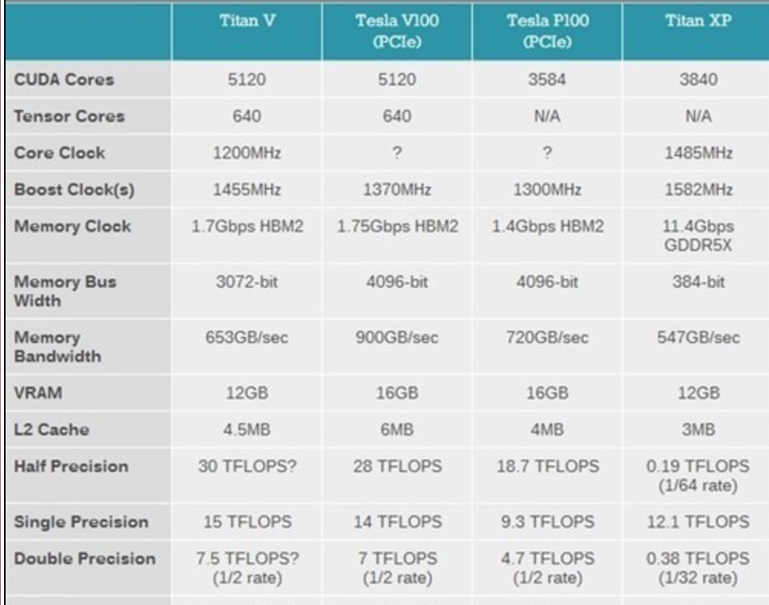 Titan V Tesla V100 (PCIe) Tesla P100 (PCIe) Titan XP
CUDA Cores 5120 5120 3584 3840
Tensor Cores 640 640 N/A N/A
Core Clock 1200MHz ? ? 1485MHz
Boost Clock(s) 1455MHz 1370MHz 1300MHz 1582MHz
Memory Clock 1.7Gbps HBM2 1.75Gbps HBM2 1.4Gbps HBM2 11.4Gbps GDDR5X
Memory Bus Width 3072-bit 4096-bit 4096-bit 384-bit
Memory Bandwidth 653GB/sec 900GB/sec 720GB/sec 547GB/sec
VRAM 12GB 16GB 16GB 12GB
L2 Cache 4.5MB 6MB 4MB 3MB
Half Precision 30 TFLOPS? 28 TFLOPS 18.7 TFLOPS 0.19 TFLOPS (1/64 rate)
Single Precision 15 TFLOPS 14 TFLOPS 9.3 TFLOPS 12.1 TFLOPS
Double Precision 7.5 TFLOPS? (1/2 rate) 7 TFLOPS (1/2 rate) 4.7 TFLOPS (1/2 rate) 0.38 TFLOPS (1/32 rate)